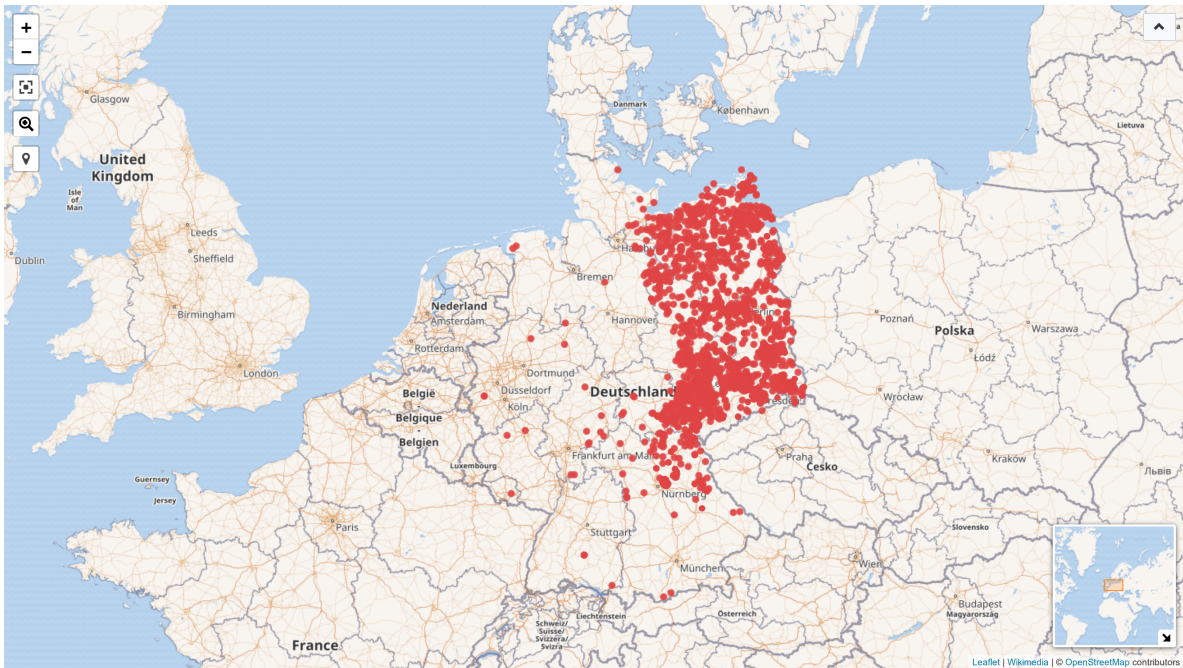 +
−
Glasgow
United
Kingdom
Isle
of
Man
Leeds
Sheffield
Dublin
Birmingham
London
Danmark
København
Lietuva
Bremen
Hannover
Nederland
Amsterdam
Rotterdam
Dortmund
Düsseldorf
Köln
Deutschland
België
-
Belgique
-
Belgien
Luxembourg
Frankfurt am Main
Nürnberg
Stuttgart
München
Poznań
Polska
Warszawa
Łódź
Wrocław
Kraków
Львів
Praha
Česko
Slovensko
Wien
Budapest
Magyarország
Österreich
Liechtenstein
Schweiz/
Suisse/
Svizzera/
Svizra
Guernsey
Jersey
Paris
France
Leaflet | Wikimedia | © OpenStreetMap contributors